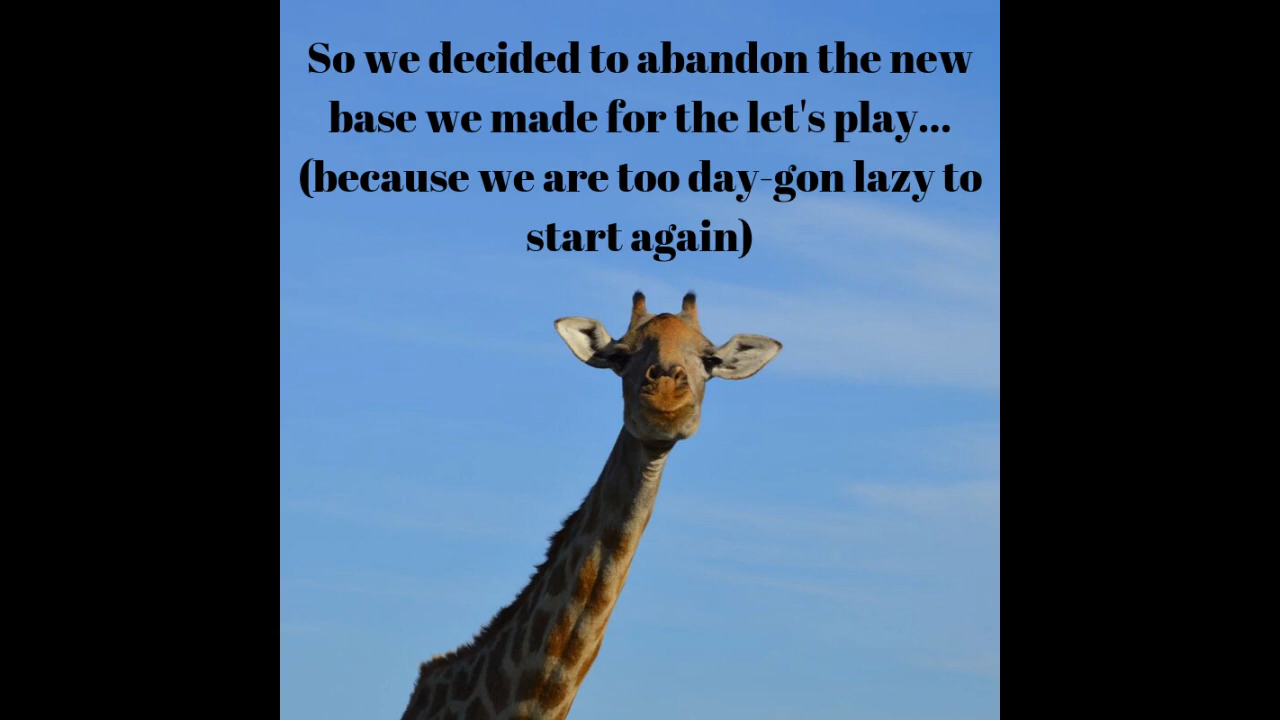 So we decided to abandon the new
base we made for the let's play...
(because we are too day-gon lazy to
start again)